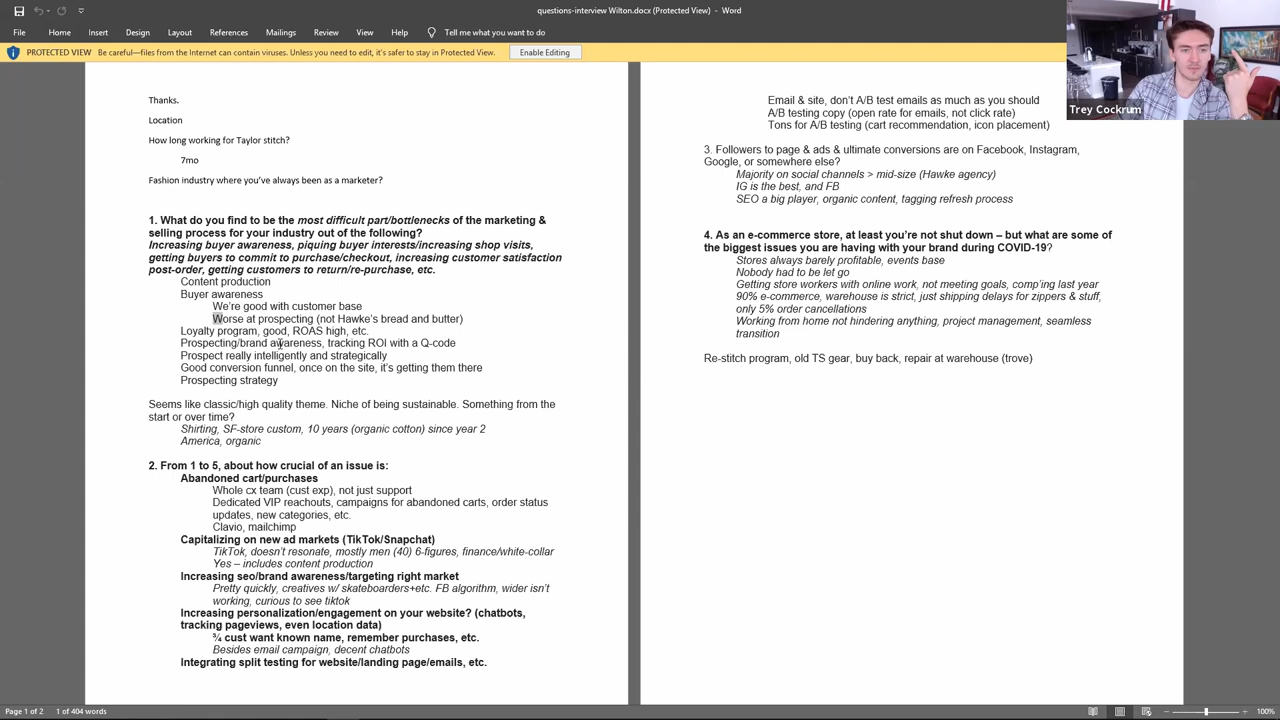 questions-interview Wilton.docx (Protected View) - Word
File Home Insert Design Layout References Mailings Review View Help Tell me what you want to do
PROTECTED VIEW Be careful—files from the Internet can contain viruses. Unless you need to edit, it's safer to stay in Protected View. Enable Editing
Trey Cockrum
Thanks.
Location
How long working for Taylor stitch?
7mo
Fashion industry where you've always been as a marketer?
1. What do you find to be the most difficult part/bottlenecks of the marketing &
selling process for your industry out of the following?
Increasing buyer awareness, piquing buyer interests/increasing shop visits,
getting buyers to commit to purchase/checkout, increasing customer satisfaction
post-order, getting customers to return/re-purchase, etc.
Content production
Buyer awareness
We're good with customer base
Worse at prospecting (not Hawke's bread and butter)
Loyalty program, good, ROAS high, etc.
Prospecting/brand awareness, tracking ROI with a Q-code
Prospect really intelligently and strategically
Good conversion funnel, once on the site, it's getting them there
Prospecting strategy
Seems like classic/high quality theme. Niche of being sustainable. Something from the
start or over time?
Shirting, SF-store custom, 10 years (organic cotton) since year 2
America, organic
2. From 1 to 5, about how crucial of an issue is:
Abandoned cart/purchases
Whole cx team (cust exp), not just support
Dedicated VIP reachouts, campaigns for abandoned carts, order status
updates, new categories, etc.
Clavio, mailchimp
Capitalizing on new ad markets (TikTok/Snapchat)
TikTok, doesn't resonate, mostly men (40) 6-figures, finance/white-collar
Yes – includes content production
Increasing seo/brand awareness/targeting right market
Pretty quickly, creatives w/ skateboarders+etc. FB algorithm, wider isn't
working, curious to see tiktok
Increasing personalization/engagement on your website? (chatbots,
tracking pageviews, even location data)
¾ cust want known name, remember purchases, etc.
Besides email campaign, decent chatbots
Integrating split testing for website/landing page/emails, etc.
Email & site, don't A/B test emails as much as you should
A/B testing copy (open rate for emails, not click rate)
Tons for A/B testing (cart recommendation, icon placement)
3. Followers to page & ads & ultimate conversions are on Facebook, Instagram,
Google, or somewhere else?
Majority on social channels > mid-size (Hawke agency)
IG is the best, and FB
SEO a big player, organic content, tagging refresh process
4. As an e-commerce store, at least you're not shut down – but what are some of
the biggest issues you are having with your brand during COVID-19?
Stores always barely profitable, events base
Nobody had to be let go
Getting store workers with online work, not meeting goals, comp'ing last year
90% e-commerce, warehouse is strict, just shipping delays for zippers & stuff,
only 5% order cancellations
Working from home not hindering anything, project management, seamless
transition
Re-stitch program, old TS gear, buy back, repair at warehouse (trove)
Page 1 of 2 1 of 404 words 100%